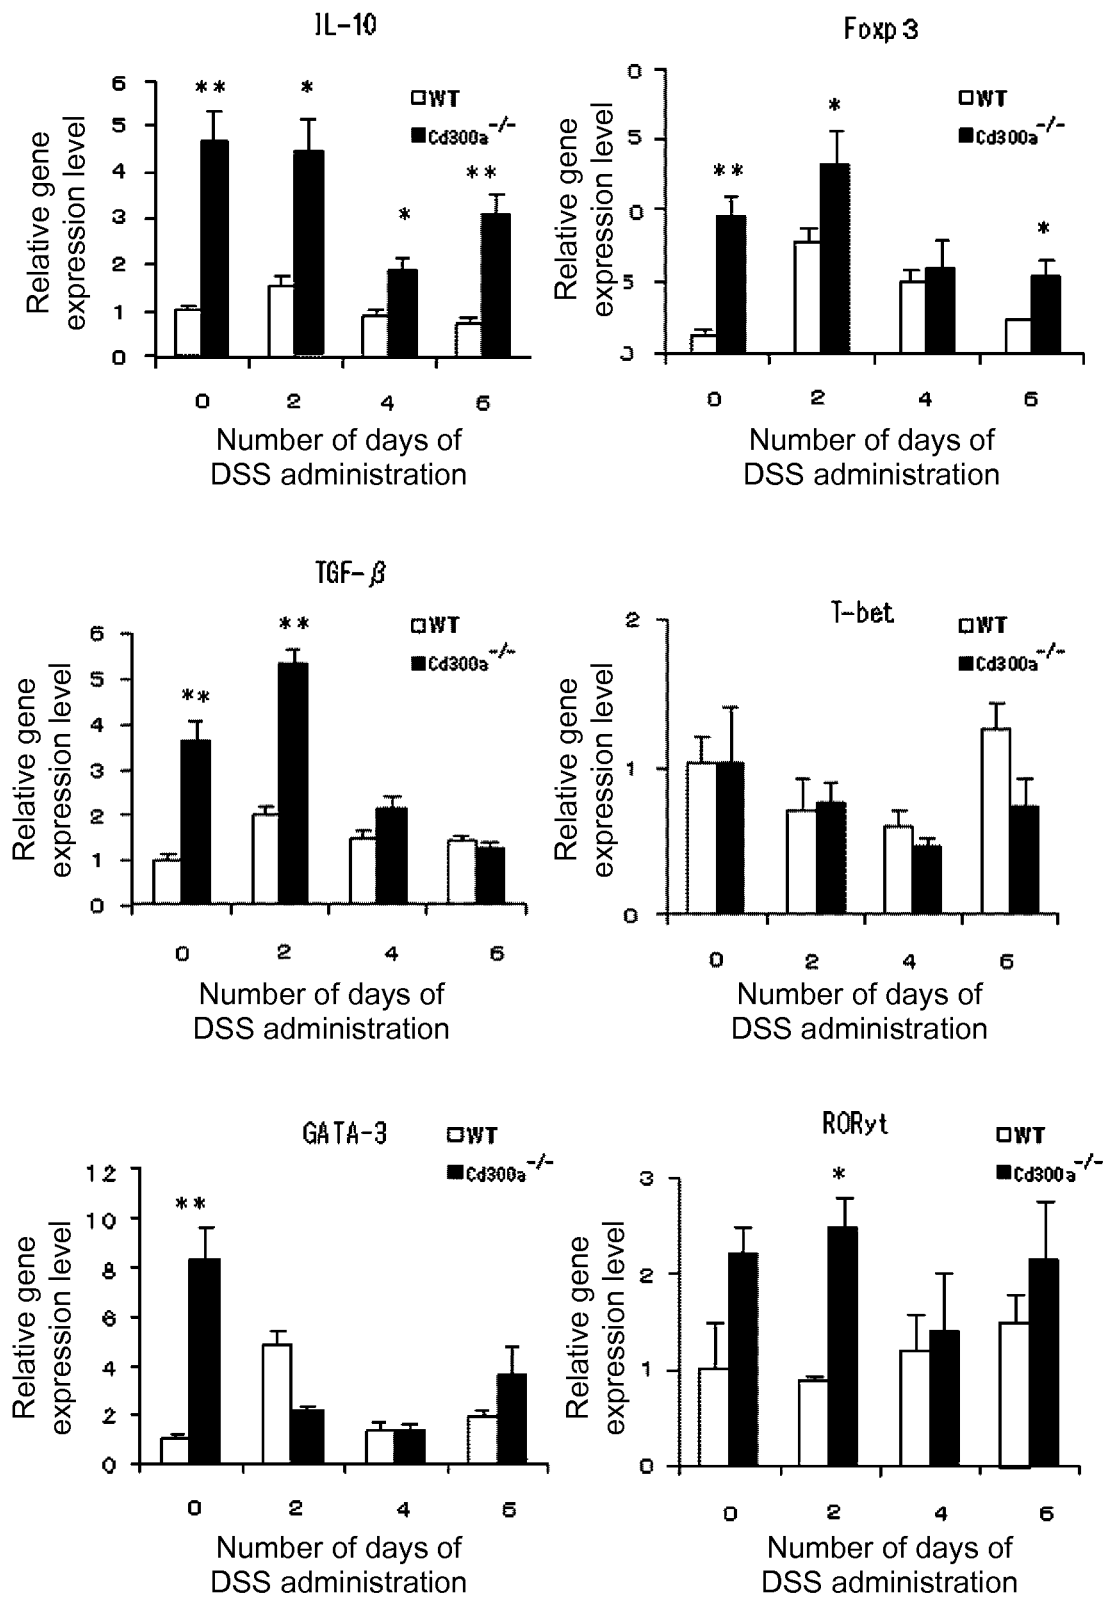 IL-10
Relative gene
expression level
6
5
4
3
2
1
0
** * * **
WT
Cd300a-/-
0 2 4 6
Number of days of
DSS administration
Foxp3
Relative gene
expression level
0
5
0
5
0
** * *
WT
Cd300a-/-
0 2 4 6
Number of days of
DSS administration
TGF-β
Relative gene
expression level
6
5
4
3
2
1
0
** **
WT
Cd300a-/-
0 2 4 6
Number of days of
DSS administration
T-bet
Relative gene
expression level
2
1
0
WT
Cd300a-/-
0 2 4 6
Number of days of
DSS administration
GATA-3
Relative gene
expression level
12
10
8
6
4
2
0
**
WT
Cd300a-/-
0 2 4 6
Number of days of
DSS administration
RORγt
Relative gene
expression level
3
2
1
0
*
WT
Cd300a-/-
0 2 4 6
Number of days of
DSS administration